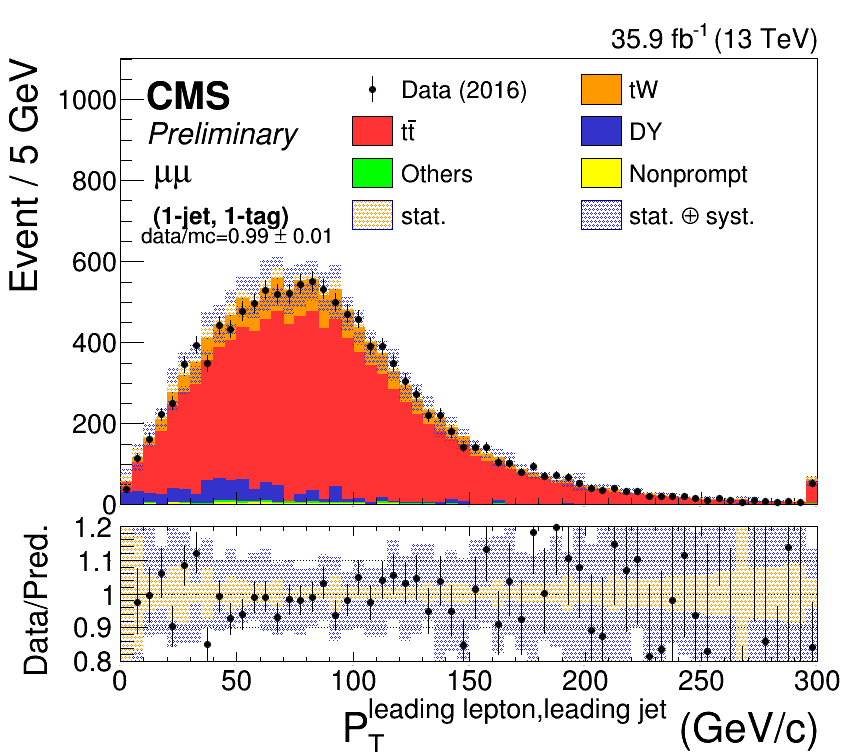 35.9 fb⁻¹ (13 TeV)
Event / 5 GeV
1000
800
600
400
200
0
CMS
Preliminary
μμ
(1-jet, 1-tag)
data/mc=0.99 ± 0.01
Data (2016)
tW
tt̄
DY
Others
Nonprompt
stat.
stat. ⊕ syst.
Data/Pred.
1.2
1.1
1
0.9
0.8
0 50 100 150 200 250 300
P_T^leading lepton,leading jet (GeV/c)